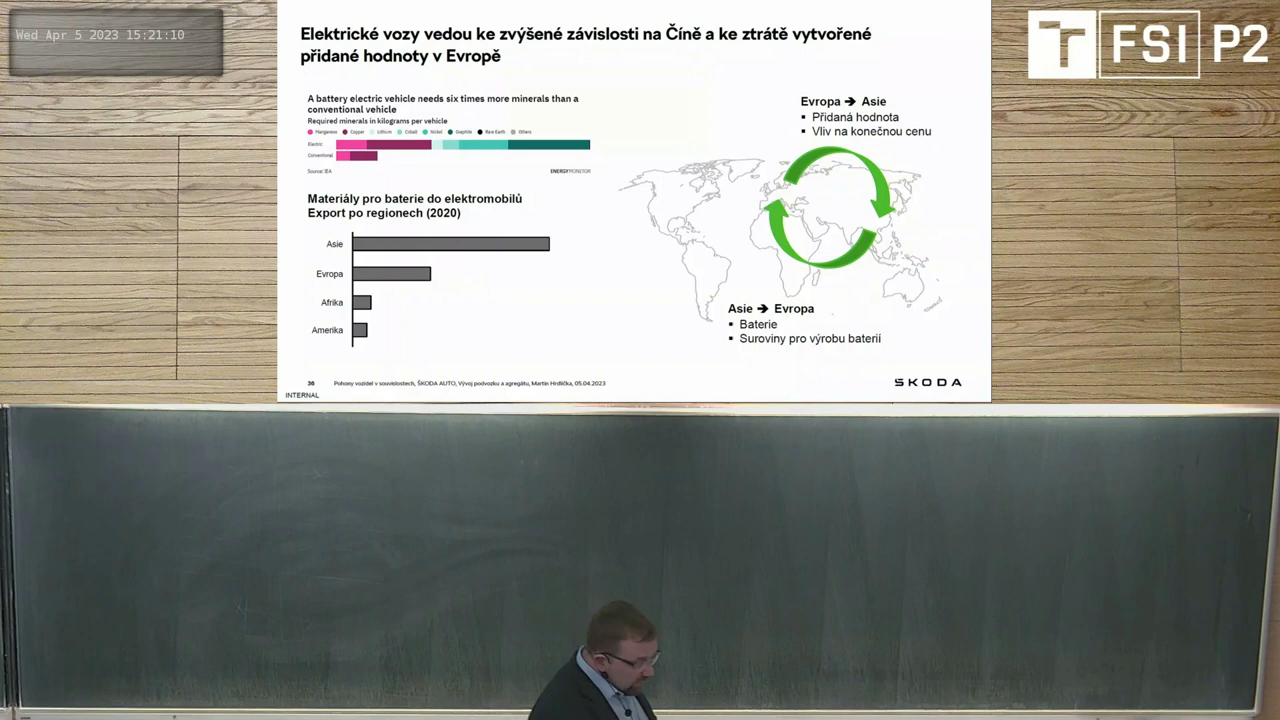 Wed Apr 5 2023 15:21:10
FSI P2
Elektrické vozy vedou ke zvýšené závislosti na Číně a ke ztrátě vytvořené
přidané hodnoty v Evropě
A battery electric vehicle needs six times more minerals than a
conventional vehicle
Required minerals in kilograms per vehicle
Manganese Copper Lithium Cobalt Nickel Graphite Rare Earth Others
Electric
Conventional
Source: IEA
ENERGYMONITOR
Materiály pro baterie do elektromobilů
Export po regionech (2020)
Asie
Evropa
Afrika
Amerika
Evropa → Asie
▪ Přidaná hodnota
▪ Vliv na konečnou cenu
Asie → Evropa
▪ Baterie
▪ Suroviny pro výrobu baterií
36 Pohony vozidel v souvislostech, ŠKODA AUTO, Vývoj podvozku a agregátu, Martin Hrdlička, 05.04.2023
ŠKODA
INTERNAL